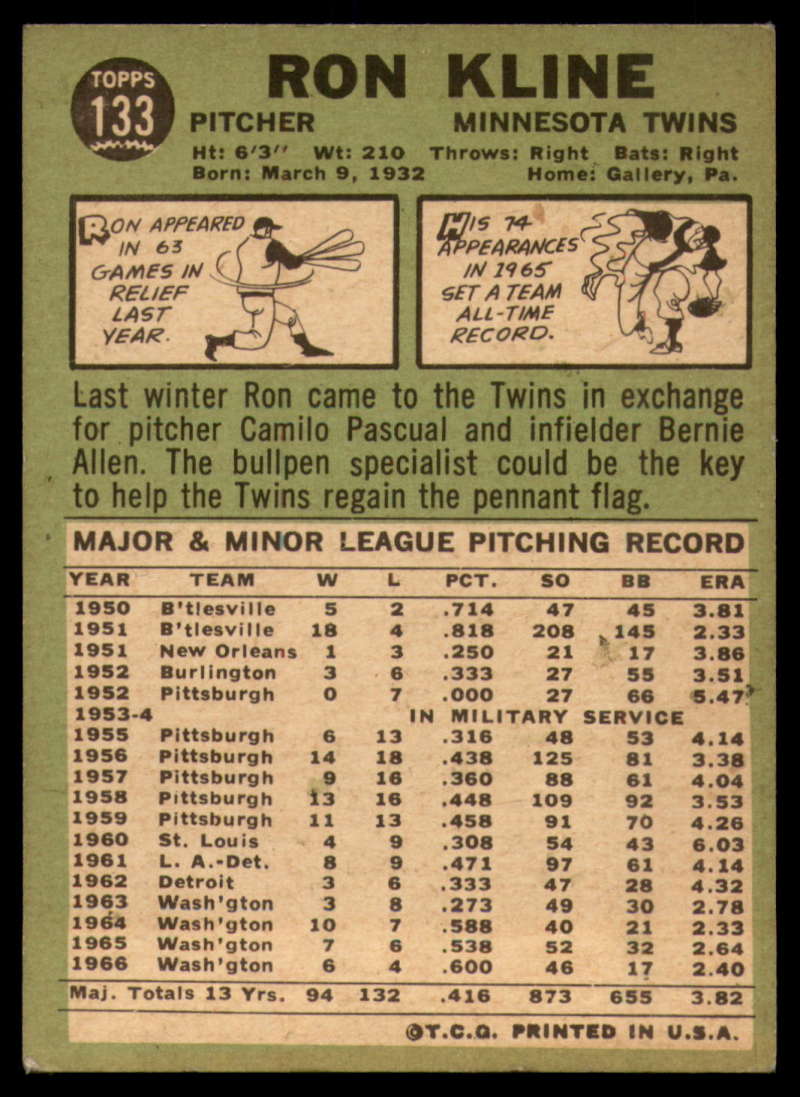 TOPPS
133
RON KLINE
PITCHER MINNESOTA TWINS
Ht: 6'3" Wt: 210 Throws: Right Bats: Right
Born: March 9, 1932 Home: Gallery, Pa.
RON APPEARED
IN 63
GAMES IN
RELIEF
LAST
YEAR.
HIS 74
APPEARANCES
IN 1965
SET A TEAM
ALL-TIME
RECORD.
Last winter Ron came to the Twins in exchange
for pitcher Camilo Pascual and infielder Bernie
Allen. The bullpen specialist could be the key
to help the Twins regain the pennant flag.
MAJOR & MINOR LEAGUE PITCHING RECORD
YEAR TEAM W L PCT. SO BB ERA
1950 B'tlesville 5 2 .714 47 45 3.81
1951 B'tlesville 18 4 .818 208 145 2.33
1951 New Orleans 1 3 .250 21 17 3.86
1952 Burlington 3 6 .333 27 55 3.51
1952 Pittsburgh 0 7 .000 27 66 5.47
1953-4 IN MILITARY SERVICE
1955 Pittsburgh 6 13 .316 48 53 4.14
1956 Pittsburgh 14 18 .438 125 81 3.38
1957 Pittsburgh 9 16 .360 88 61 4.04
1958 Pittsburgh 13 16 .448 109 92 3.53
1959 Pittsburgh 11 13 .458 91 70 4.26
1960 St. Louis 4 9 .308 54 43 6.03
1961 L. A.-Det. 8 9 .471 97 61 4.14
1962 Detroit 3 6 .333 47 28 4.32
1963 Wash'gton 3 8 .273 49 30 2.78
1964 Wash'gton 10 7 .588 40 21 2.33
1965 Wash'gton 7 6 .538 52 32 2.64
1966 Wash'gton 6 4 .600 46 17 2.40
Maj. Totals 13 Yrs. 94 132 .416 873 655 3.82
©T.C.G. PRINTED IN U.S.A.